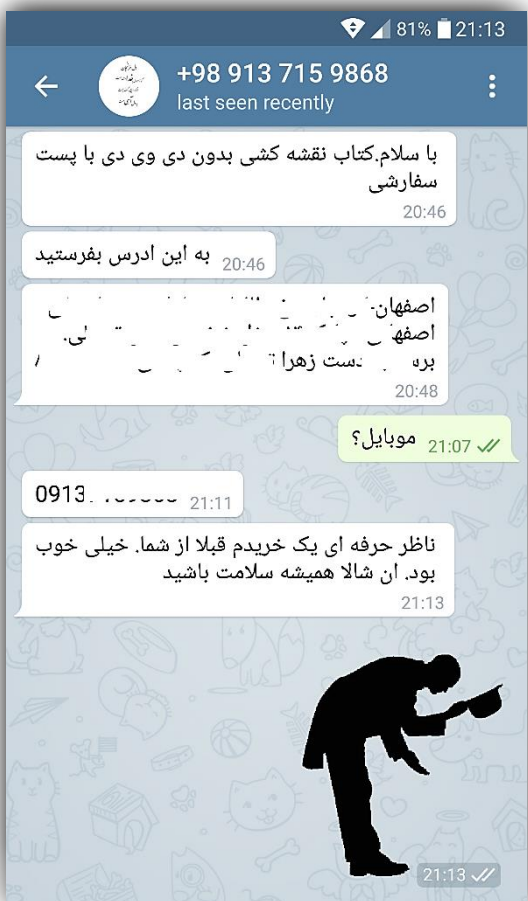 81% 21:13
+98 913 715 9868
last seen recently
با سلام.کتاب نقشه کشی بدون دی وی دی با پست
سفارشی
20:46
به این ادرس بفرستید 20:46
اصفهان
اصفها
برس دست زهرا
20:48
موبایل؟ 21:07
0913 21:11
ناظر حرفه ای یک خریدم قبلا از شما. خیلی خوب
بود. ان شالا همیشه سلامت باشید
21:13
21:13